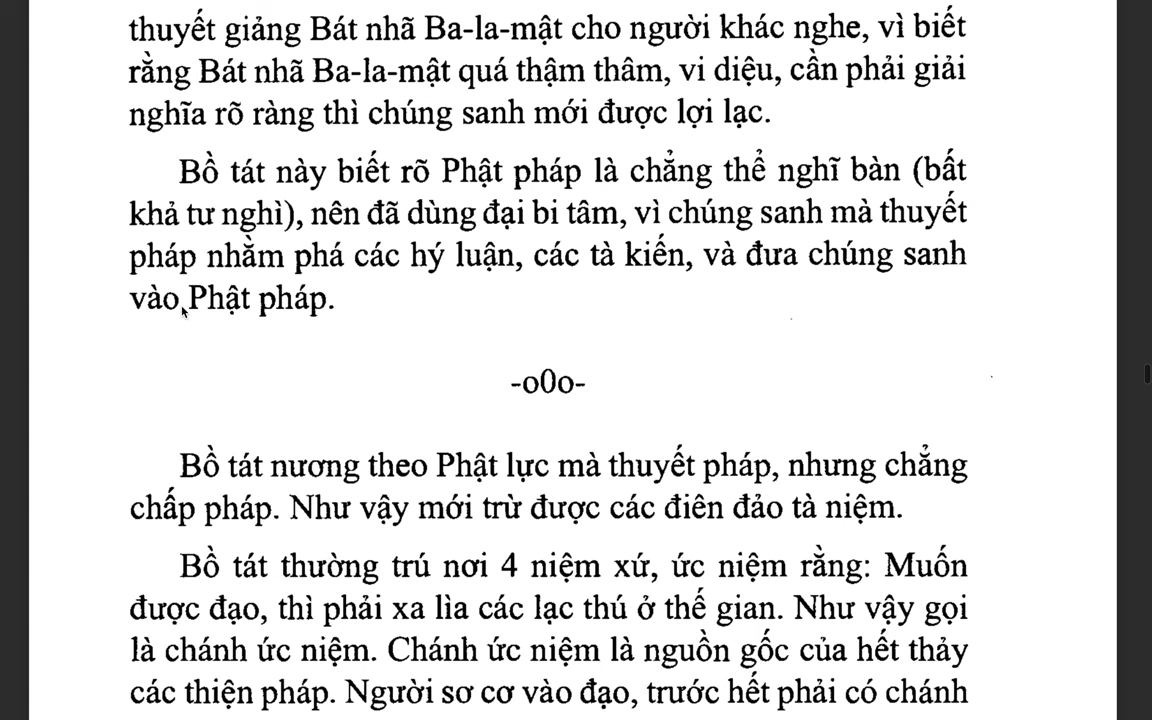 thuyết giảng Bát nhã Ba-la-mật cho người khác nghe, vì biết
rằng Bát nhã Ba-la-mật quá thậm thâm, vi diệu, cần phải giải
nghĩa rõ ràng thì chúng sanh mới được lợi lạc.
Bồ tát này biết rõ Phật pháp là chẳng thể nghĩ bàn (bất
khả tư nghì), nên đã dùng đại bi tâm, vì chúng sanh mà thuyết
pháp nhằm phá các hý luận, các tà kiến, và đưa chúng sanh
vào Phật pháp.
-o0o-
Bồ tát nương theo Phật lực mà thuyết pháp, nhưng chẳng
chấp pháp. Như vậy mới trừ được các điên đảo tà niệm.
Bồ tát thường trú nơi 4 niệm xứ, ức niệm rằng: Muốn
được đạo, thì phải xa lìa các lạc thú ở thế gian. Như vậy gọi
là chánh ức niệm. Chánh ức niệm là nguồn gốc của hết thảy
các thiện pháp. Người sơ cơ vào đạo, trước hết phải có chánh